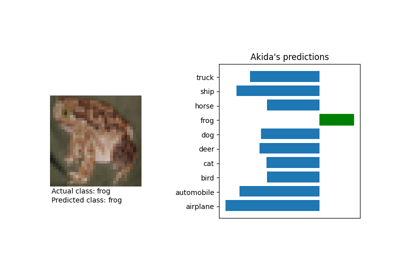 Akida's predictions
truck
ship
horse
frog
dog
deer
cat
bird
automobile
airplane
Actual class: frog
Predicted class: frog